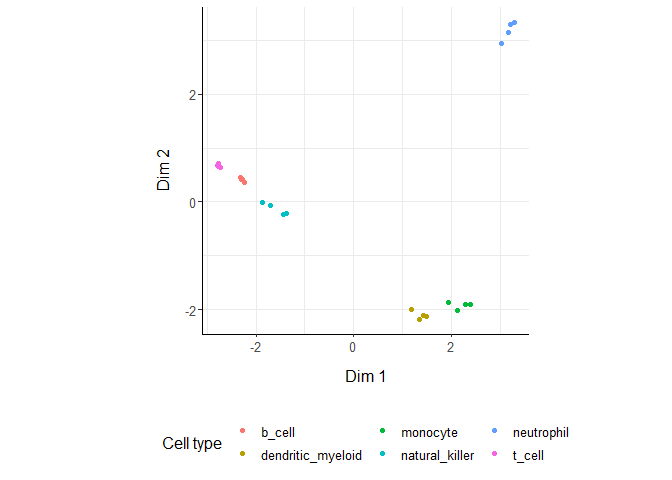 2
0
-2
Dim 2
-2 0 2
Dim 1
Cell type
b_cell monocyte neutrophil
dendritic_myeloid natural_killer t_cell